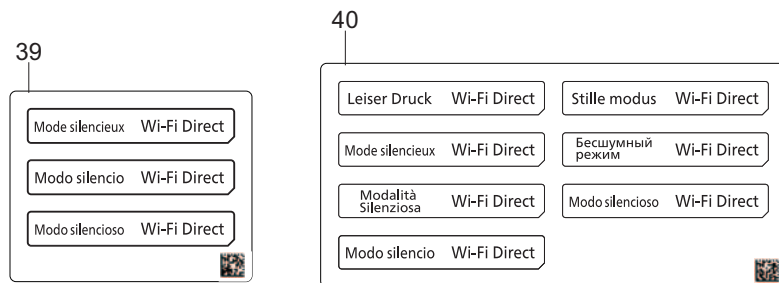 39
Mode silencieux Wi-Fi Direct
Modo silencio Wi-Fi Direct
Modo silencioso Wi-Fi Direct
40
Leiser Druck Wi-Fi Direct
Stille modus Wi-Fi Direct
Mode silencieux Wi-Fi Direct
Бесшумный
режим Wi-Fi Direct
Modalità
Silenziosa Wi-Fi Direct
Modo silencioso Wi-Fi Direct
Modo silencio Wi-Fi Direct